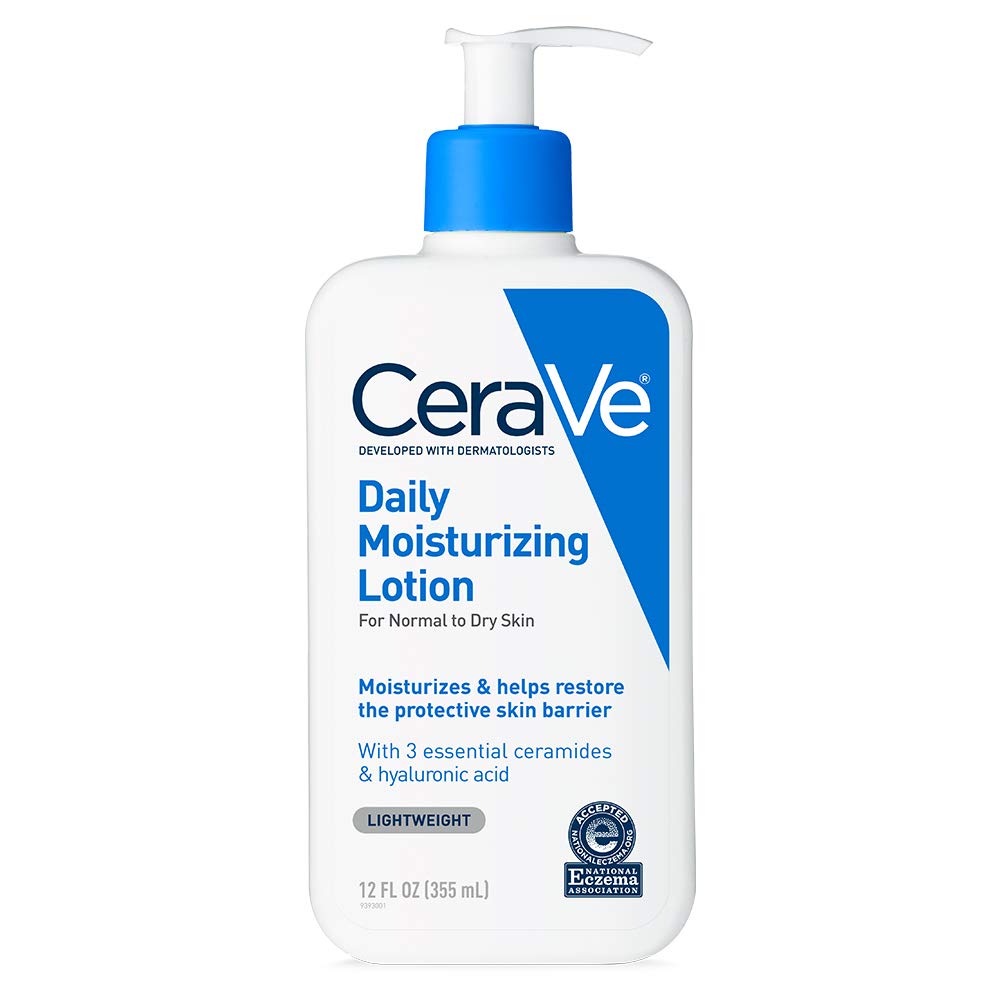 CeraVe®
DEVELOPED WITH DERMATOLOGISTS
Daily
Moisturizing
Lotion
For Normal to Dry Skin
Moisturizes & helps restore
the protective skin barrier
With 3 essential ceramides
& hyaluronic acid
LIGHTWEIGHT
ACCEPTED
e
NATIONALECZEMA.ORG
NATIONAL
Eczema
ASSOCIATION
12 FL OZ (355 mL)
9393001